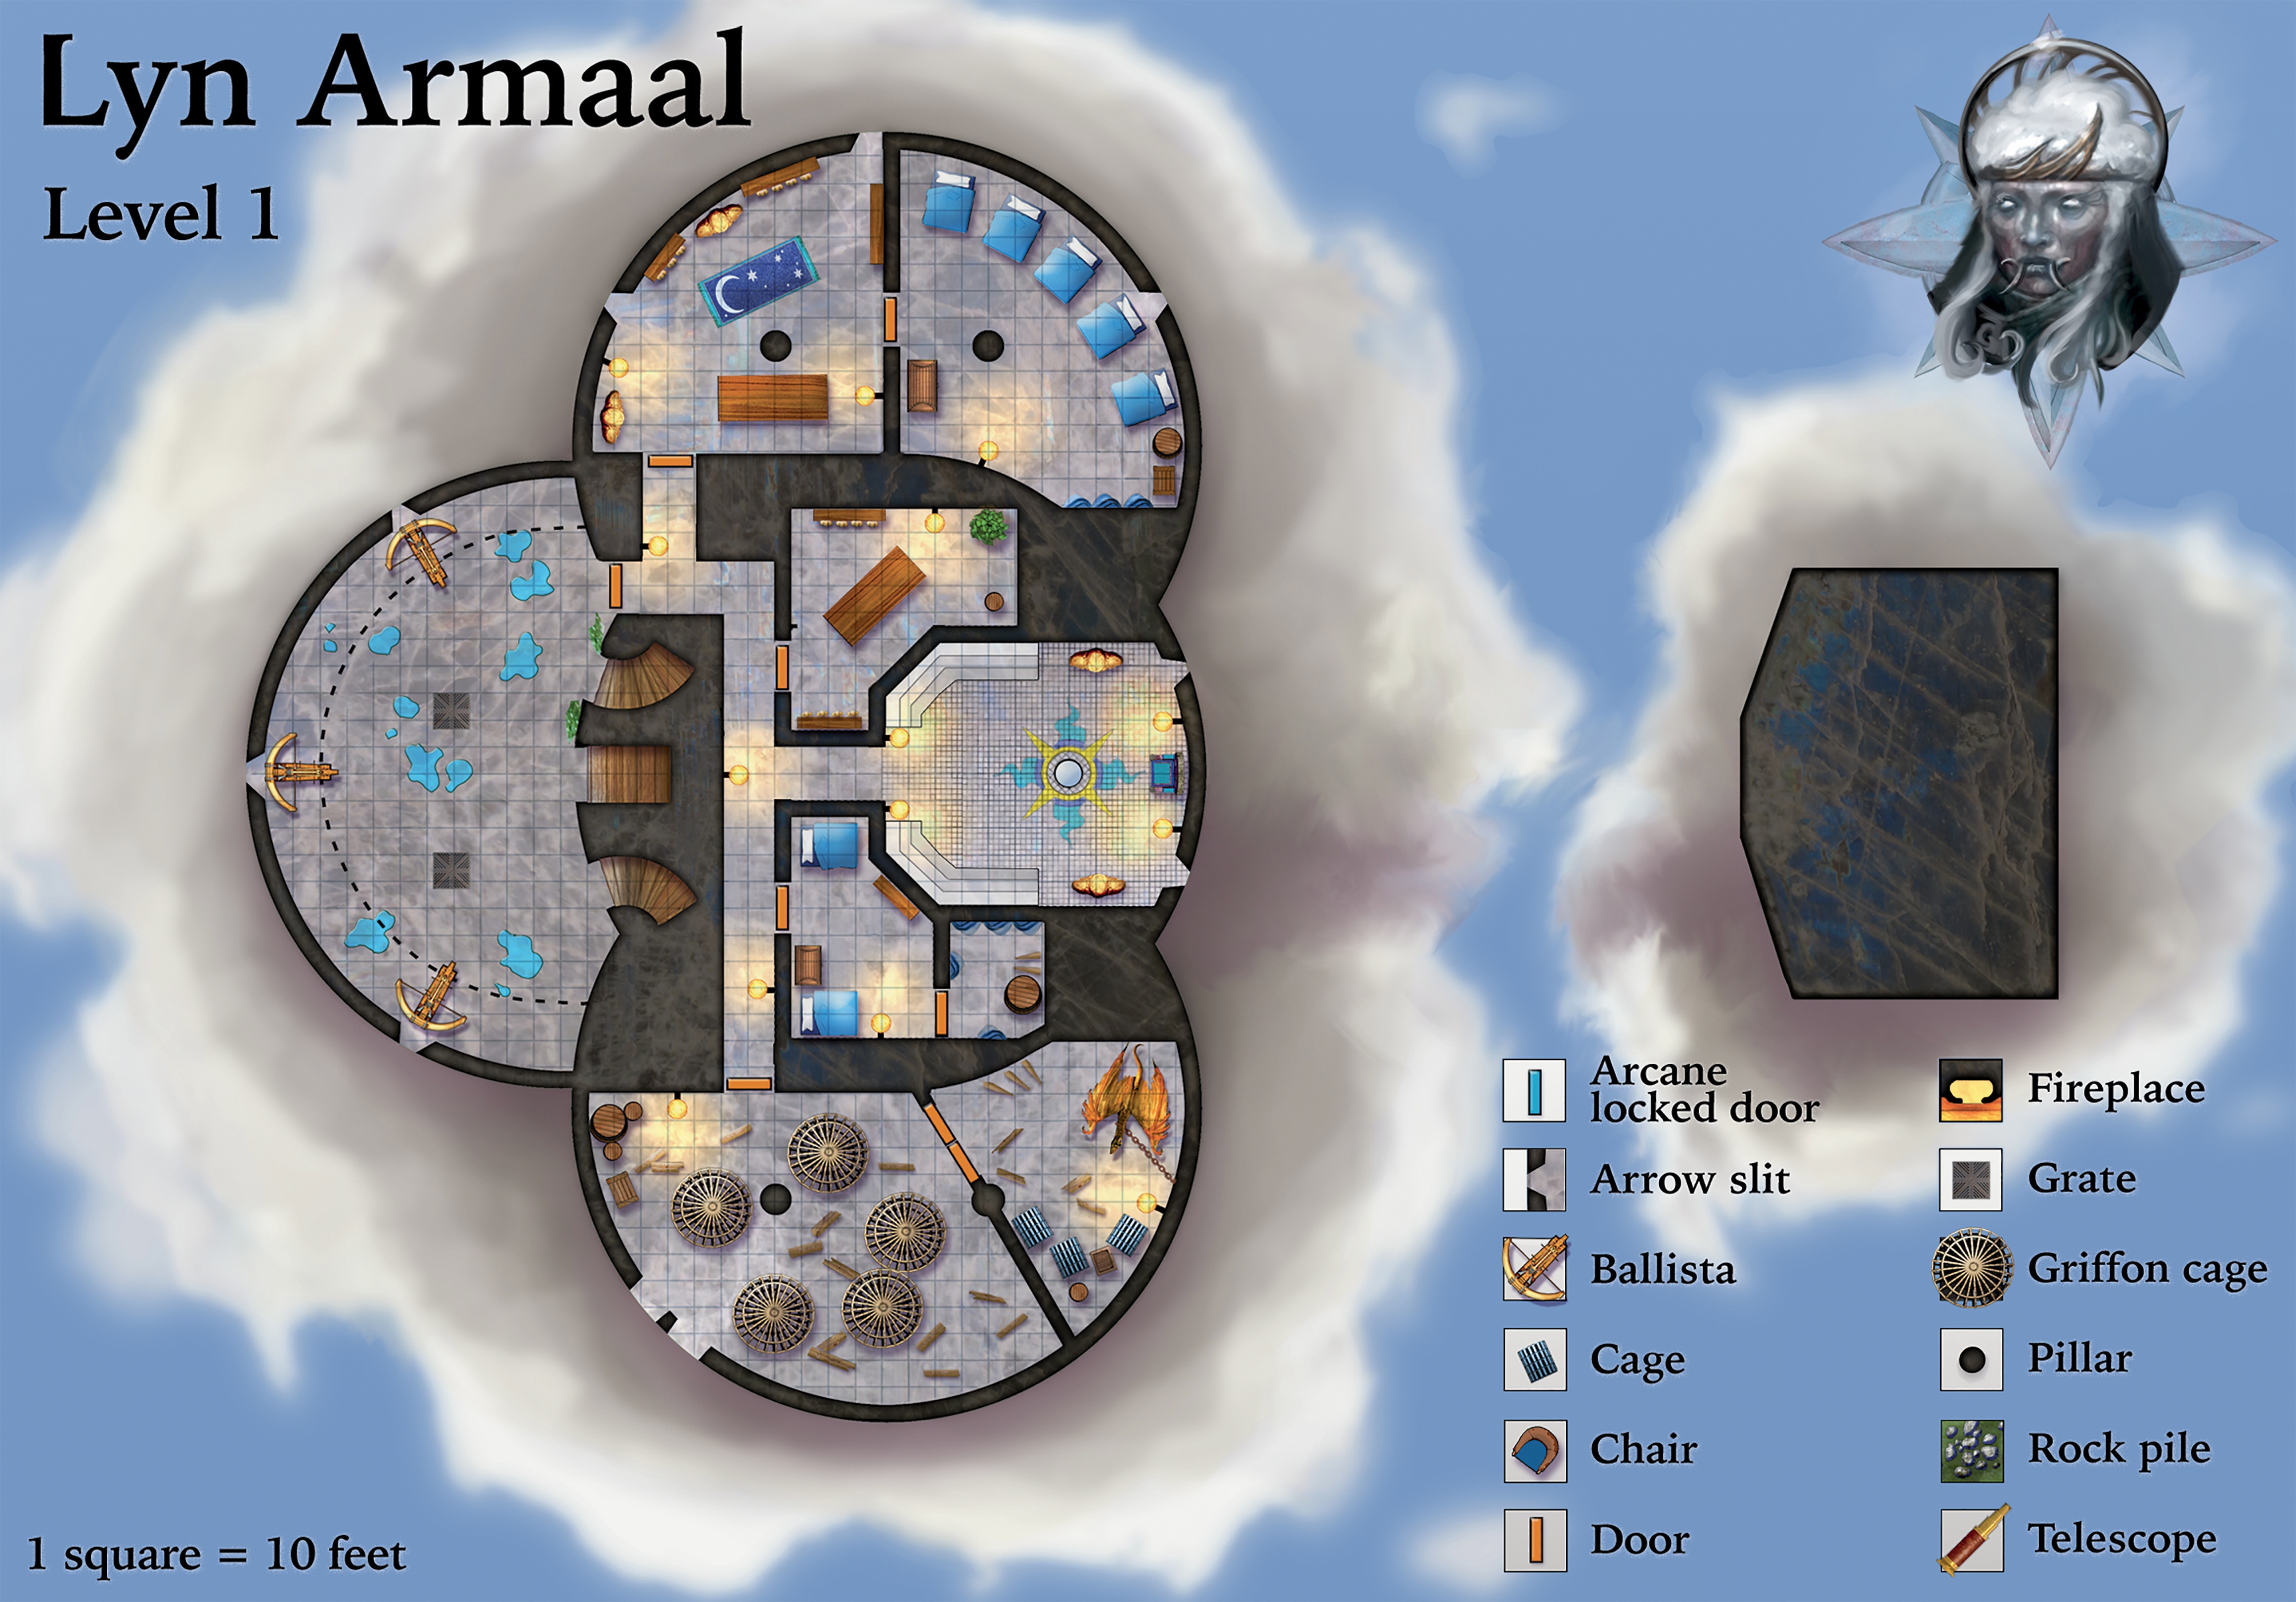 Lyn Armaal
Level 1
Arcane
locked door
Arrow slit
Ballista
Cage
Chair
Door
Fireplace
Grate
Griffon cage
Pillar
Rock pile
Telescope
1 square = 10 feet